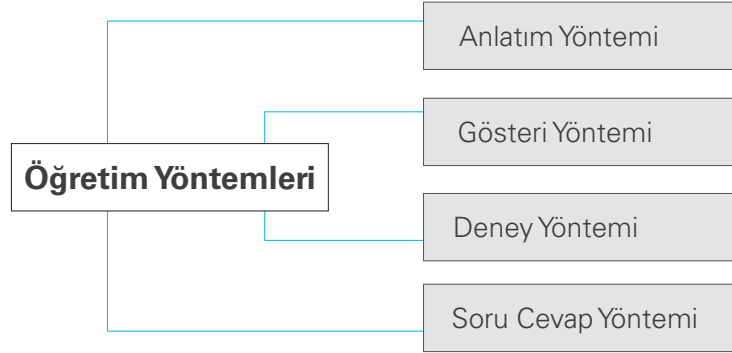 Anlatım Yöntemi
Gösteri Yöntemi
Öğretim Yöntemleri
Deney Yöntemi
Soru Cevap Yöntemi